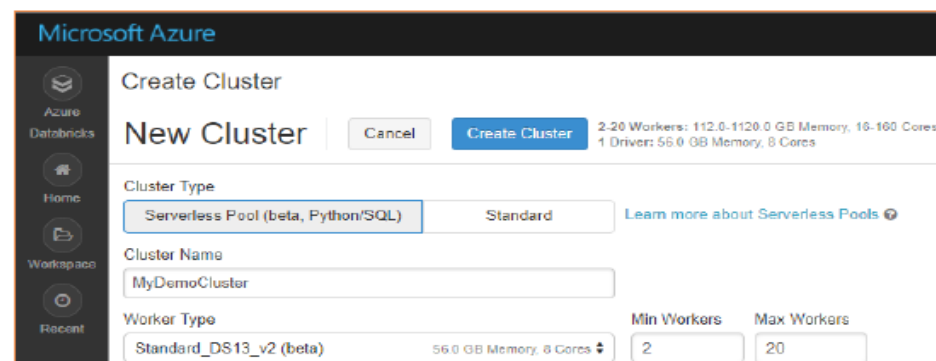 Microsoft Azure
Azure
Databricks
Home
Workspace
Recent
Create Cluster
New Cluster
Cancel
Create Cluster
2-20 Workers: 112.0-1120.0 GB Memory, 16-160 Cores
1 Driver: 56.0 GB Memory, 8 Cores
Cluster Type
Serverless Pool (beta, Python/SQL)
Standard
Learn more about Serverless Pools ?
Cluster Name
MyDemoCluster
Worker Type
Min Workers
Max Workers
Standard_DS13_v2 (beta)
56.0 GB Memory, 8 Cores
2
20